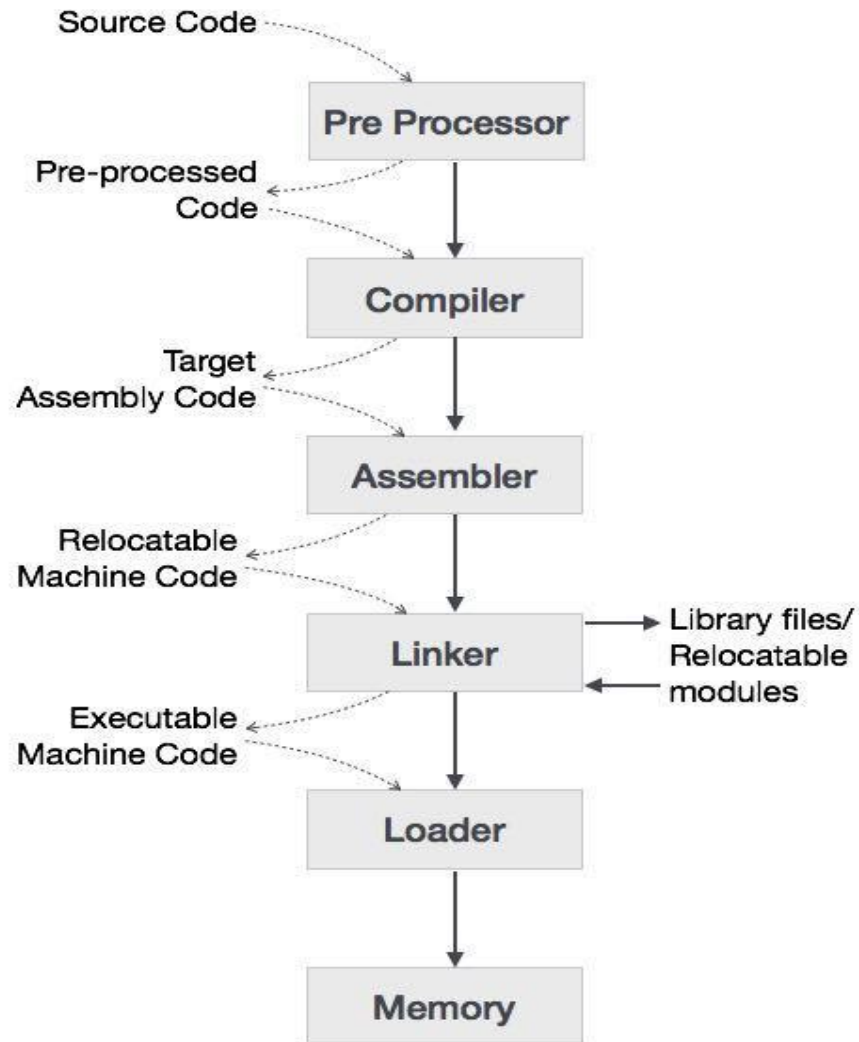 Source Code
Pre Processor
Pre-processed
Code
Compiler
Target
Assembly Code
Assembler
Relocatable
Machine Code
Linker
Library files/
Relocatable
modules
Executable
Machine Code
Loader
Memory